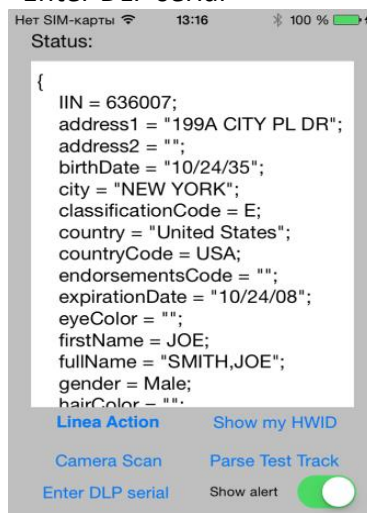 Enter DLP serial
Нет SIM-карты 13:16 100 %
Status:
{
IIN = 636007;
address1 = "199A CITY PL DR";
address2 = "";
birthDate = "10/24/35";
city = "NEW YORK";
classificationCode = E;
country = "United States";
countryCode = USA;
endorsementsCode = "";
expirationDate = "10/24/08";
eyeColor = "";
firstName = JOE;
fullName = "SMITH,JOE";
gender = Male;
hairColor = "";
Linea Action Show my HWID
Camera Scan Parse Test Track
Enter DLP serial Show alert